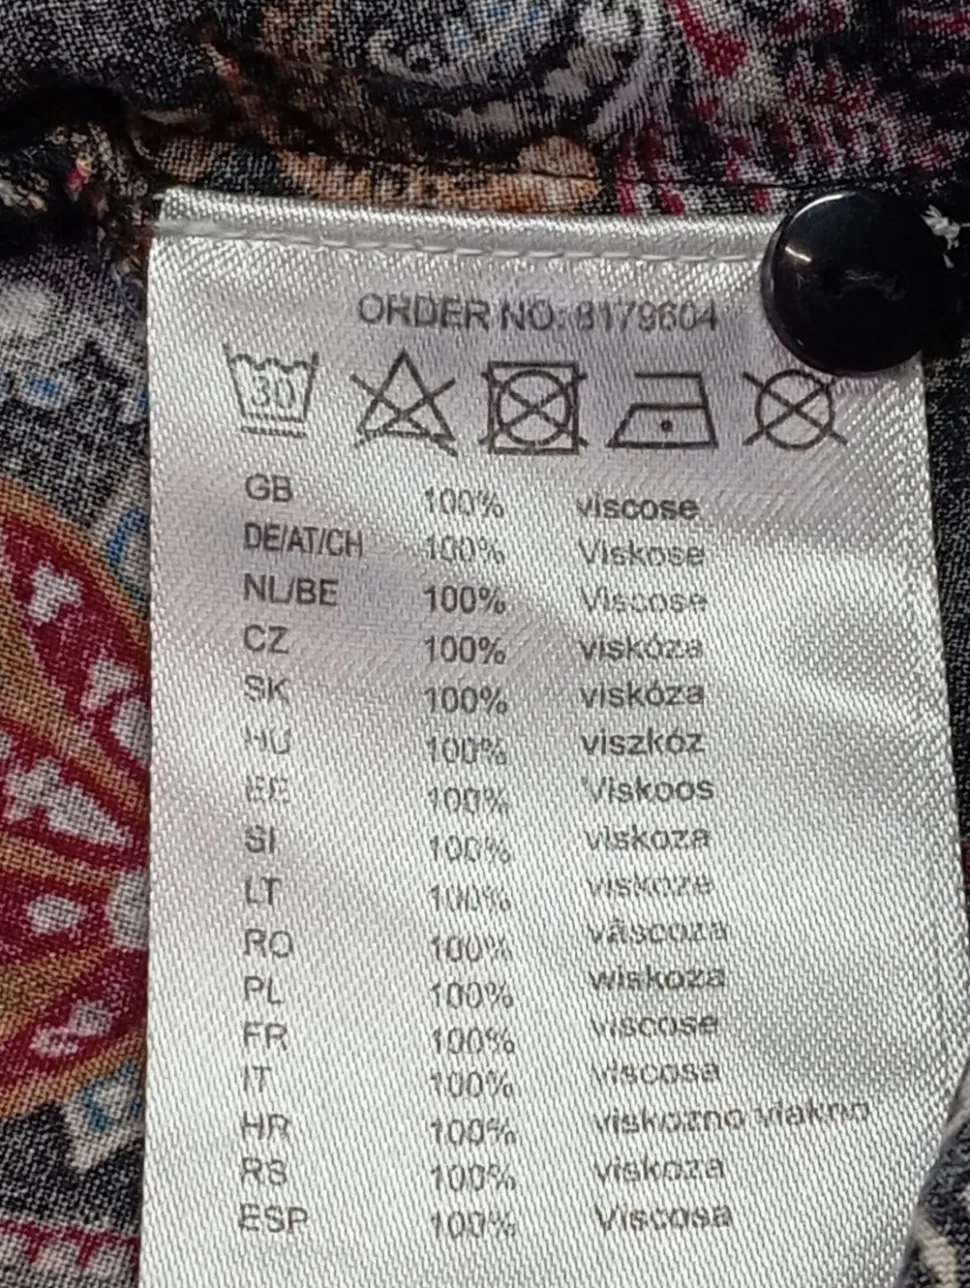 ORDER NO: 8179604
30
GB 100% viscose
DE/AT/CH 100% Viskose
NL/BE 100% Viscose
CZ 100% viskóza
SK 100% viskóza
HU 100% viszkóz
EE 100% Viskoos
SI 100% viskoza
LT 100% viskozė
RO 100% vâscoza
PL 100% wiskoza
FR 100% viscose
IT 100% viscosa
HR 100% viskozno vlakno
RS 100% viskoza
ESP 100% Viscosa